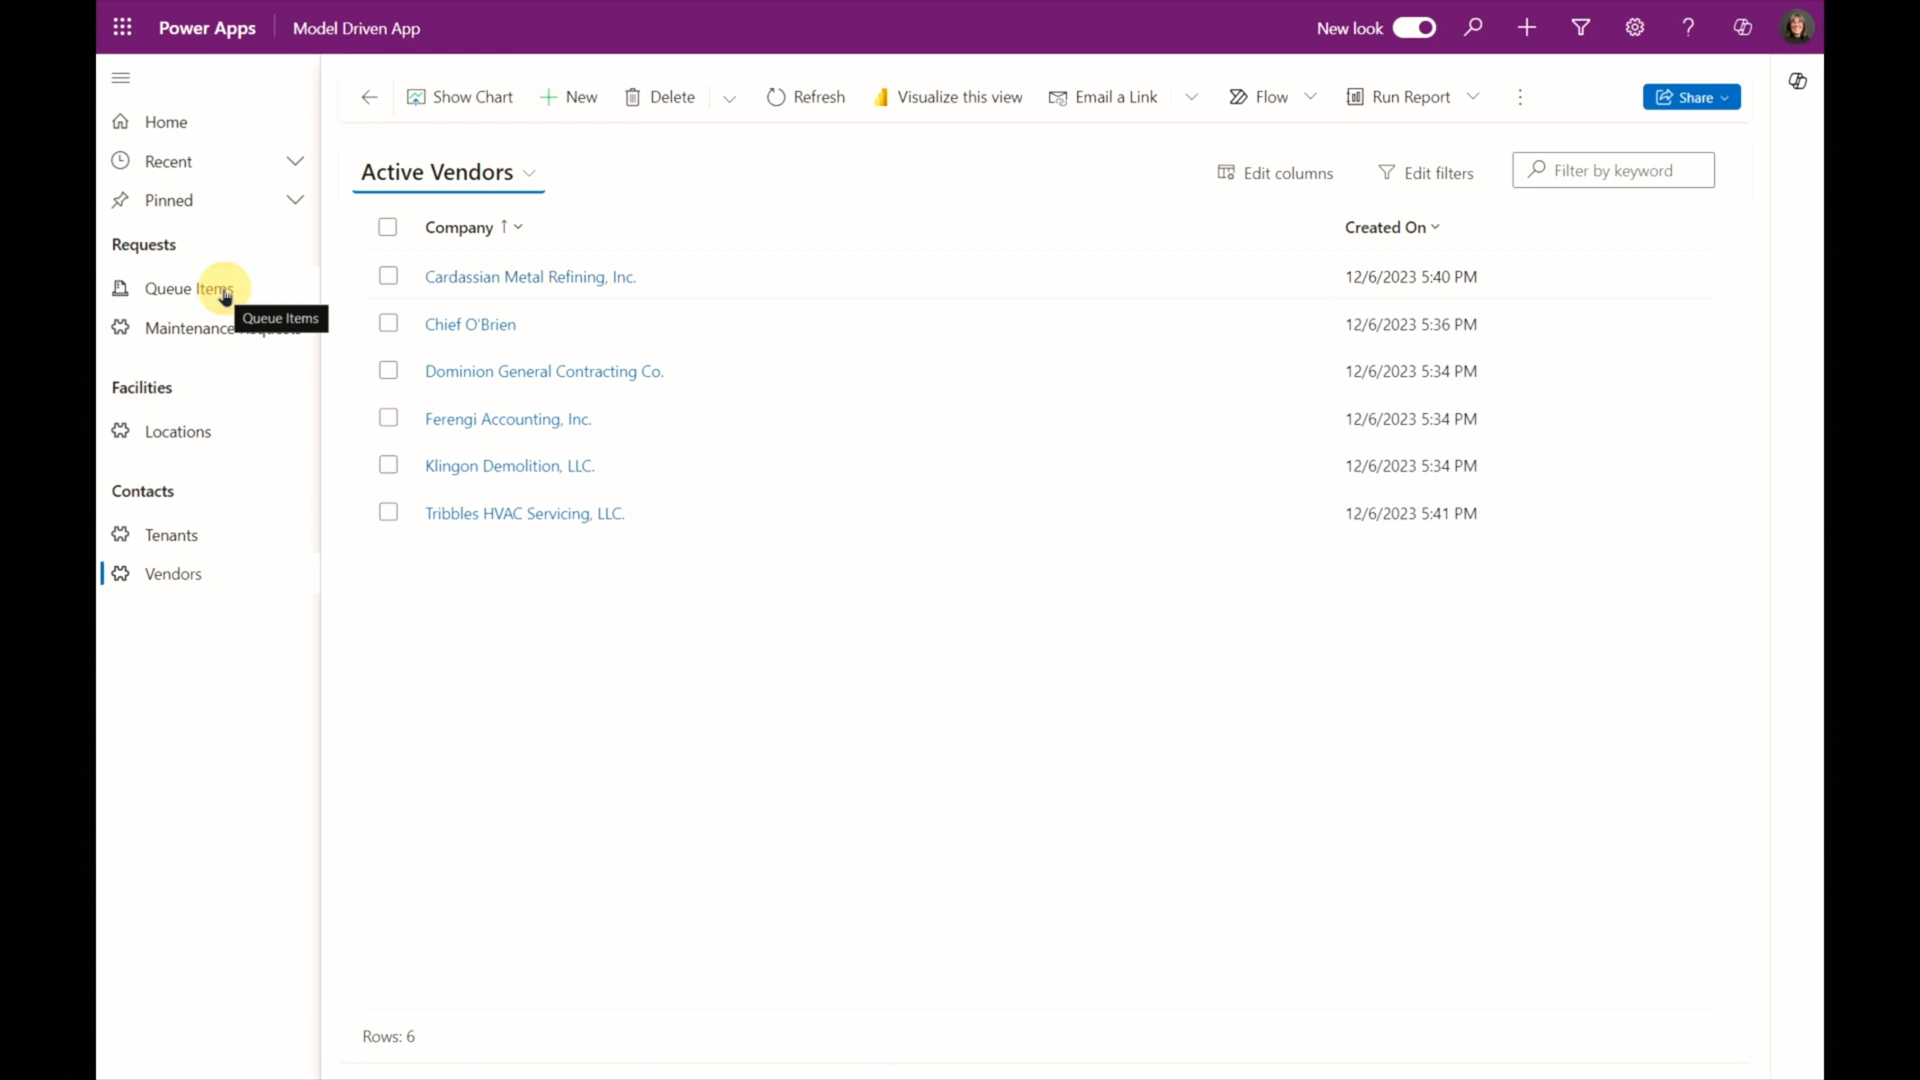 Power Apps Model Driven App New look
Show Chart New Delete Refresh Visualize this view Email a Link Flow Run Report Share
Home
Recent
Pinned
Requests
Queue Items
Queue Items
Maintenance
Facilities
Locations
Contacts
Tenants
Vendors
Active Vendors Edit columns Edit filters Filter by keyword
Company Created On
Cardassian Metal Refining, Inc. 12/6/2023 5:40 PM
Chief O'Brien 12/6/2023 5:36 PM
Dominion General Contracting Co. 12/6/2023 5:34 PM
Ferengi Accounting, Inc. 12/6/2023 5:34 PM
Klingon Demolition, LLC. 12/6/2023 5:34 PM
Tribbles HVAC Servicing, LLC. 12/6/2023 5:41 PM
Rows: 6